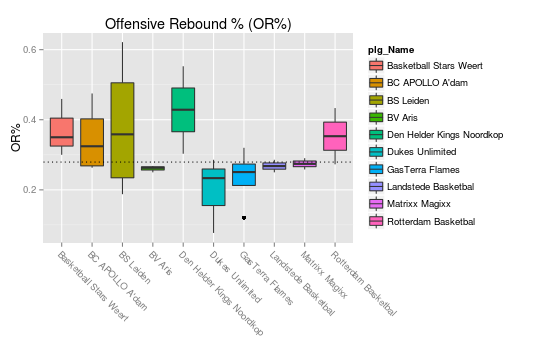 Offensive Rebound % (OR%)
OR%
0.6
0.4
0.2
Basketball Stars Weert
BC APOLLO A'dam
BS Leiden
BV Aris
Den Helder Kings Noordkop
Dukes Unlimited
GasTerra Flames
Landstede Basketbal
Matrixx Magixx
Rotterdam Basketbal
plg_Name
Basketball Stars Weert
BC APOLLO A'dam
BS Leiden
BV Aris
Den Helder Kings Noordkop
Dukes Unlimited
GasTerra Flames
Landstede Basketbal
Matrixx Magixx
Rotterdam Basketbal